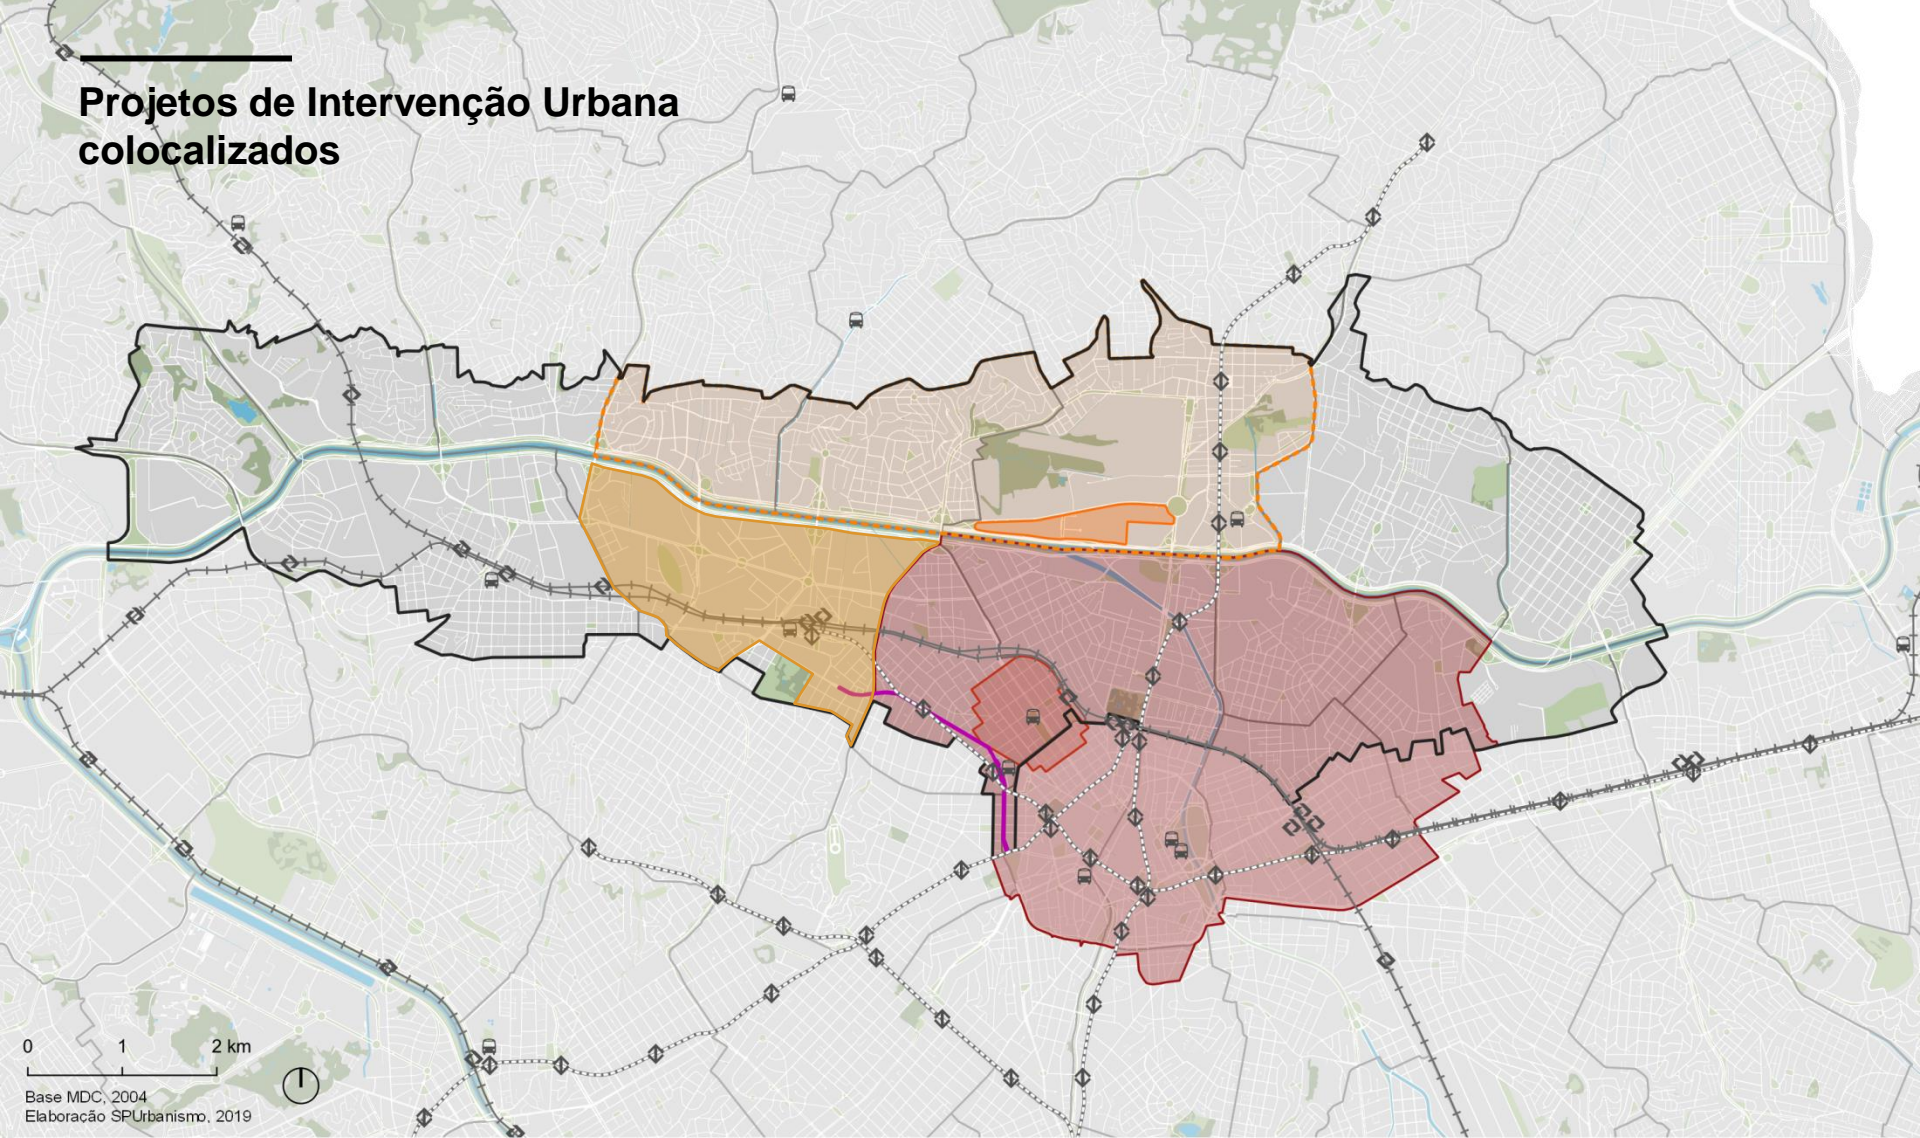 Projetos de Intervenção Urbana
colocalizados
0 1 2 km
Base MDC, 2004
Elaboração SPUrbanismo, 2019